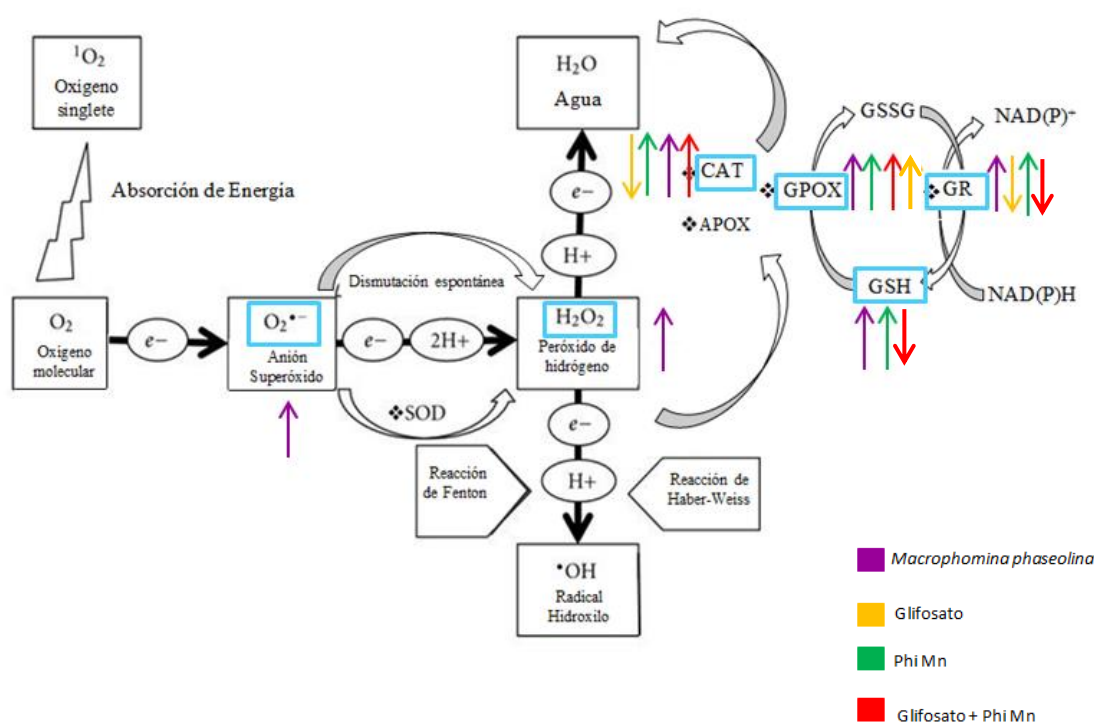 ¹O₂
Oxigeno
singlete
Absorción de Energía
H₂O
Agua
e−
H+
GSSG
NAD(P)⁺
❖CAT
❖GPOX
❖GR
❖APOX
GSH
NAD(P)H
Dismutación espontánea
O₂
Oxigeno
molecular
e−
O₂•−
Anión
Superóxido
e−
2H+
H₂O₂
Peróxido de
hidrógeno
❖SOD
e−
H+
Reacción
de Fenton
Reacción de
Haber-Weiss
•OH
Radical
Hidroxilo
Macrophomina phaseolina
Glifosato
Phi Mn
Glifosato + Phi Mn